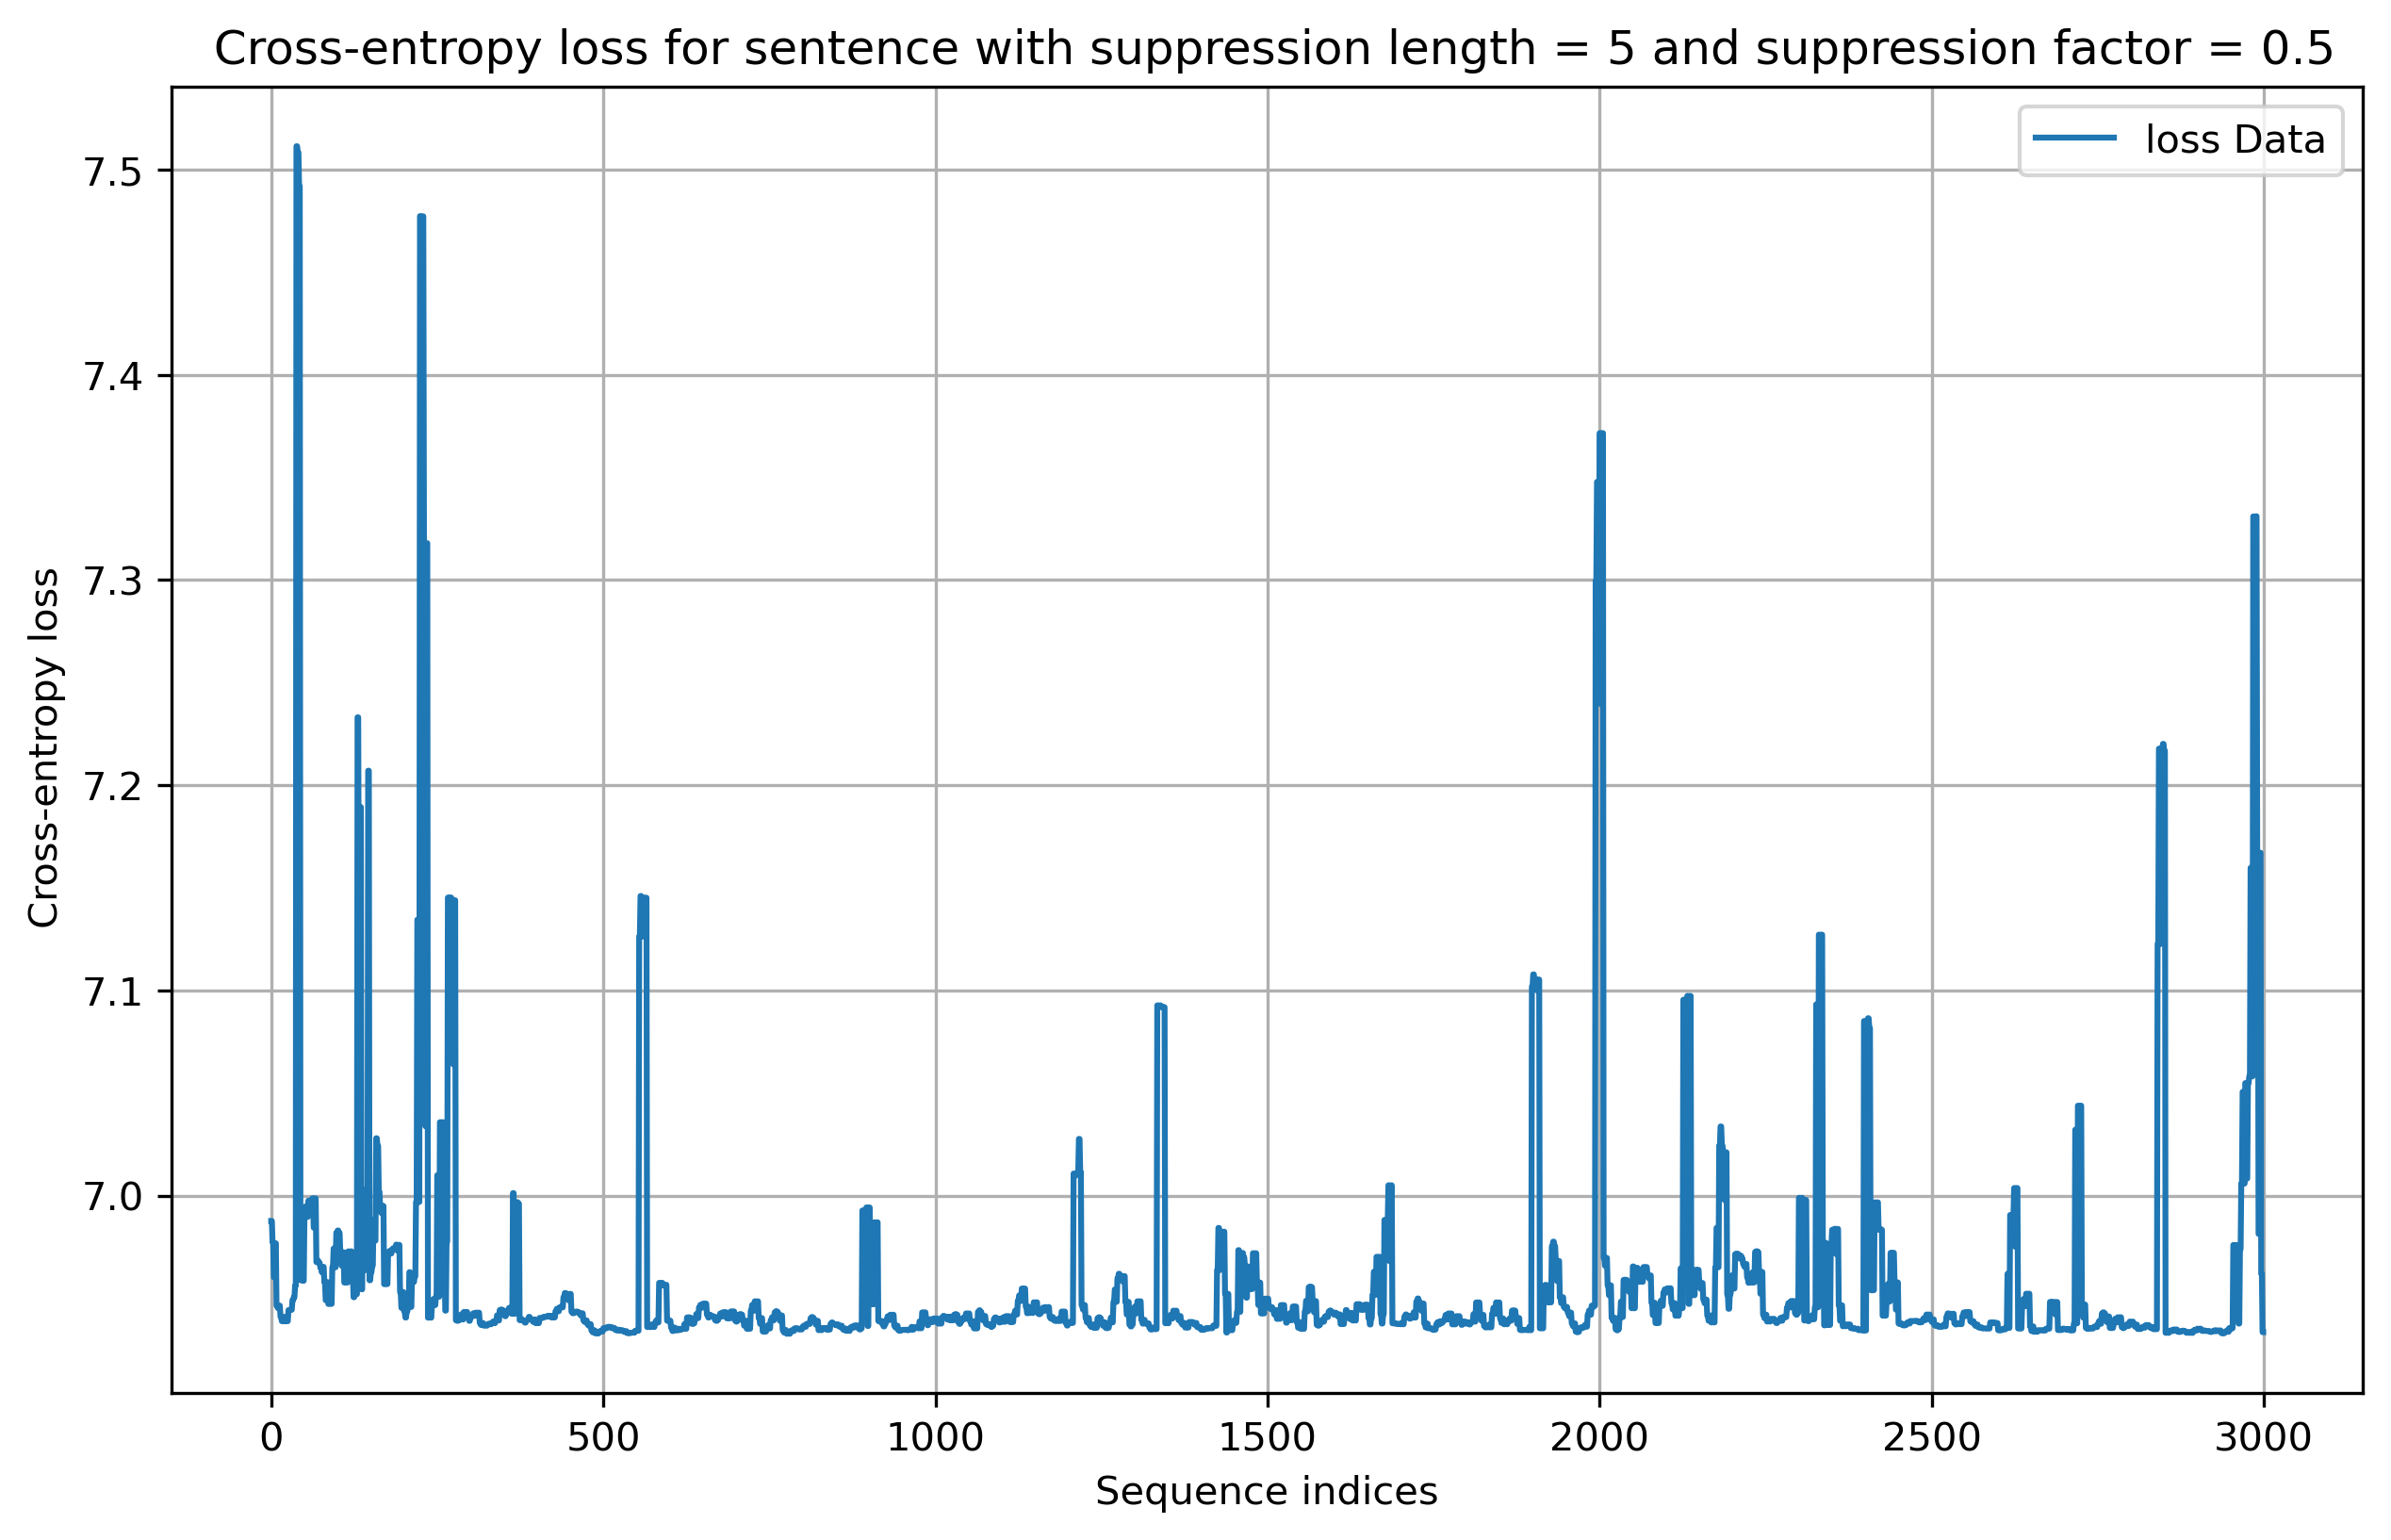 Cross-entropy loss for sentence with suppression length = 5 and suppression factor = 0.5
loss Data
7.5
7.4
7.3
7.2
7.1
7.0
Cross-entropy loss
0 500 1000 1500 2000 2500 3000
Sequence indices